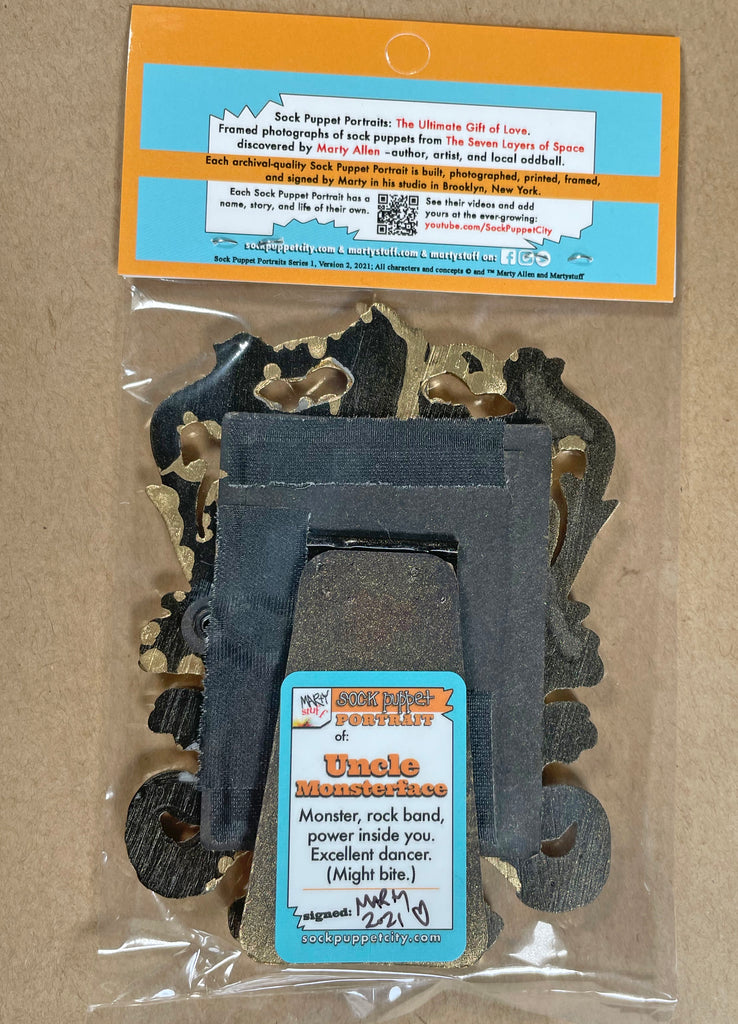 Sock Puppet Portraits: The Ultimate Gift of Love.
Framed photographs of sock puppets from The Seven Layers of Space
discovered by Marty Allen –author, artist, and local oddball.
Each archival-quality Sock Puppet Portrait is built, photographed, printed, framed,
and signed by Marty in his studio in Brooklyn, New York.
Each Sock Puppet Portrait has a
name, story, and life of their own.
See their videos and add
yours at the ever-growing:
youtube.com/SockPuppetCity
sockpuppetcity.com & martystuff.com & martystuff on:
Sock Puppet Portraits Series 1, Version 2, 2021; All characters and concepts © and ™ Marty Allen and Martystuff
MARTY
stuff
sock puppet
PORTRAIT
of:
Uncle
Monsterface
Monster, rock band,
power inside you.
Excellent dancer.
(Might bite.)
signed: MARTY
2021
sockpuppetcity.com